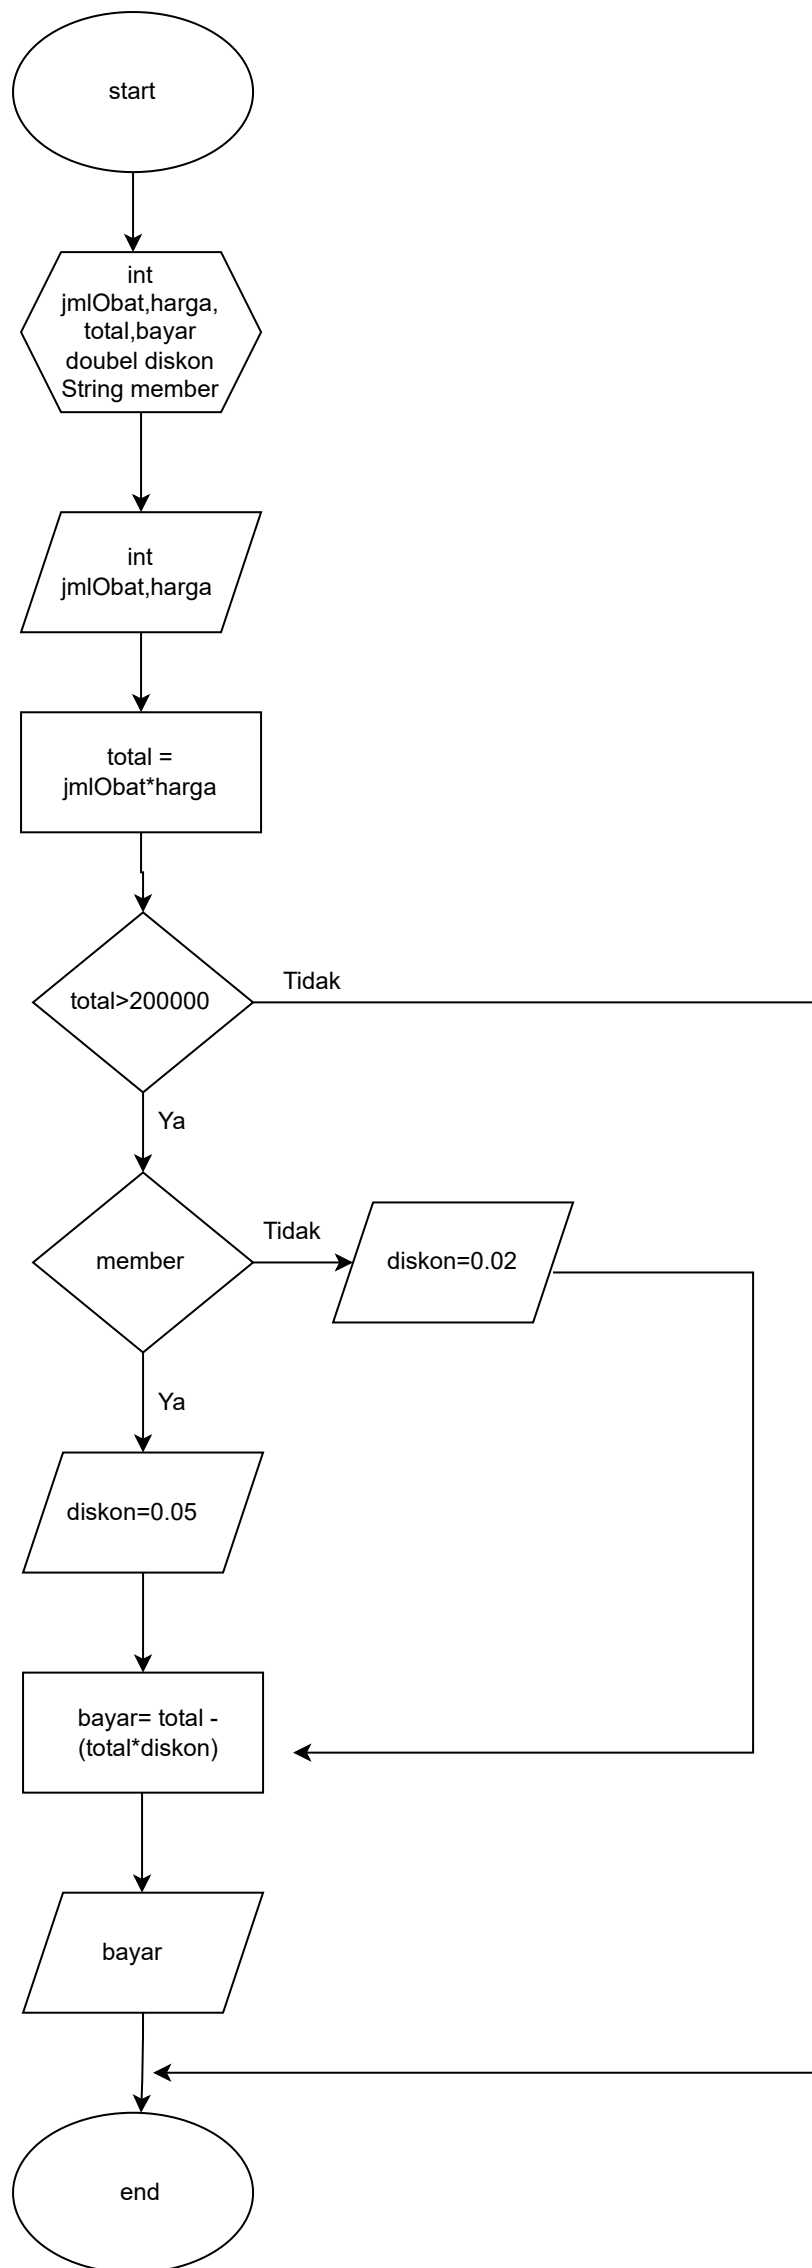 start
int
jmlObat,harga,
total,bayar
doubel diskon
String member
int
jmlObat,harga
total =
jmlObat*harga
total>200000
Tidak
Ya
member
Tidak
diskon=0.02
Ya
diskon=0.05
bayar= total -
(total*diskon)
bayar
end